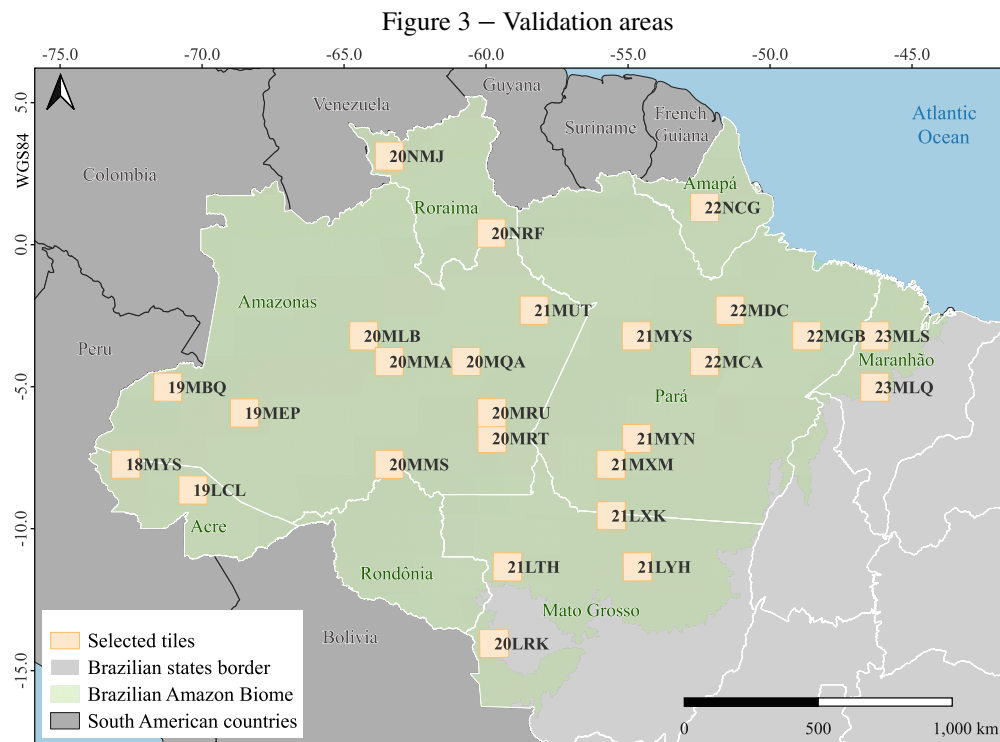 Figure 3 – Validation areas
-75.0 -70.0 -65.0 -60.0 -55.0 -50.0 -45.0
5.0
0.0
-5.0
-10.0
-15.0
WGS84
Guyana
Venezuela
French
Guiana
Suriname
Atlantic
Ocean
Colombia
20NMJ
Amapá
Roraima
22NCG
20NRF
Amazonas
21MUT
22MDC
20MLB
21MYS
22MGB
23MLS
Peru
20MMA
20MQA
22MCA
Maranhão
19MBQ
23MLQ
Pará
19MEP
20MRU
20MRT
21MYN
18MYS
20MMS
21MXM
19LCL
21LXK
Acre
21LTH
21LYH
Rondônia
Mato Grosso
Bolivia
20LRK
Selected tiles
Brazilian states border
Brazilian Amazon Biome
South American countries
0 500 1,000 km